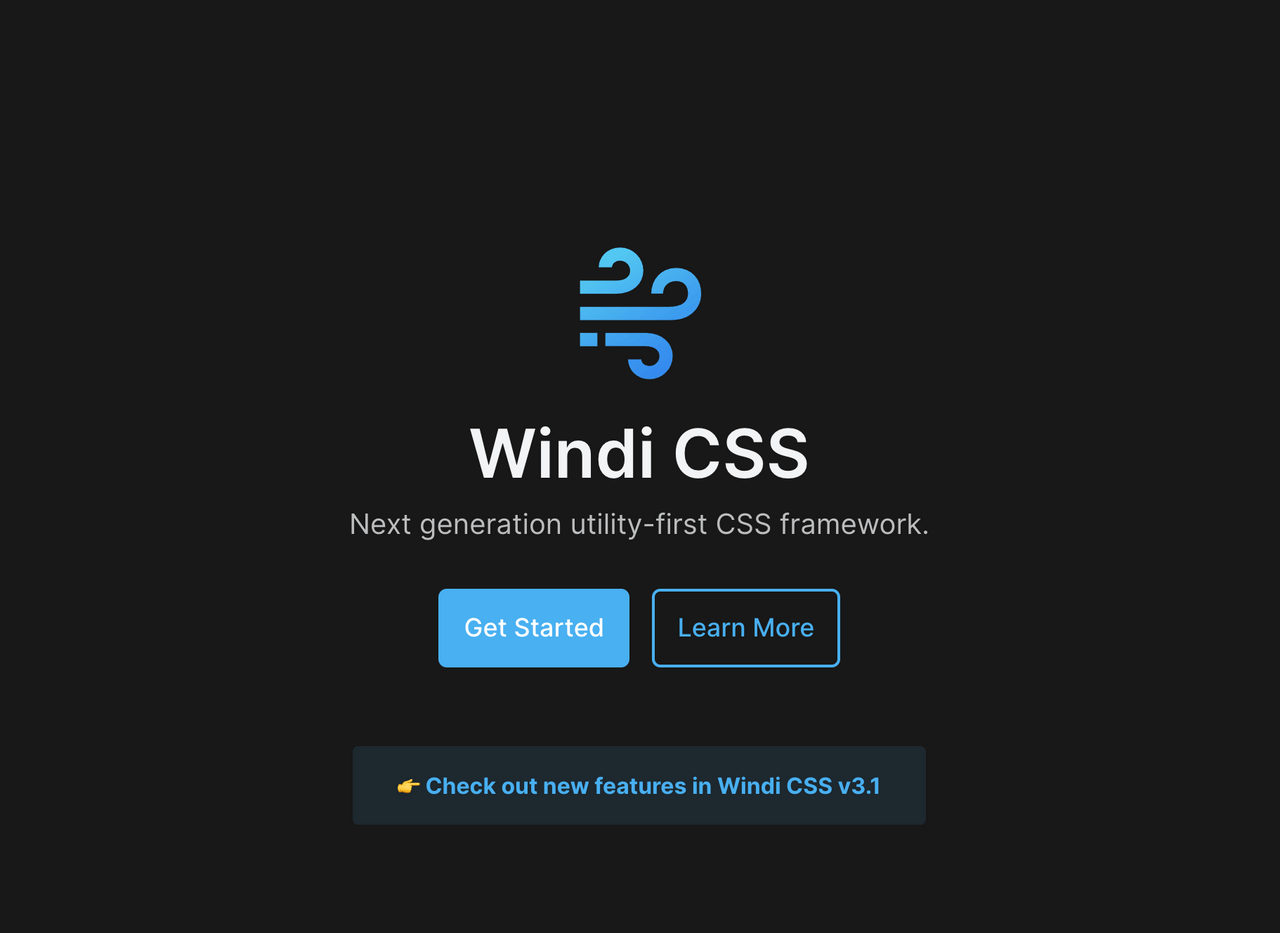 Windi CSS
Next generation utility-first CSS framework.
Get Started
Learn More
👉 Check out new features in Windi CSS v3.1